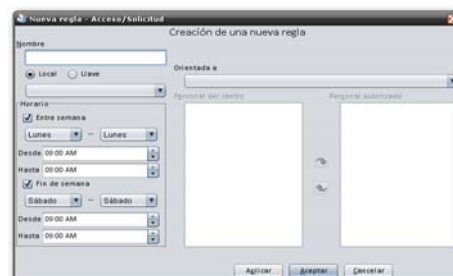 Nueva regla - Acceso/Solicitud
Creación de una nueva regla
Nombre
Local Llave
Orientada a
Horario
Entre semana
Lunes - Lunes
Desde 09:00 AM
Hasta 09:00 AM
Fin de semana
Sábado - Sábado
Desde 09:00 AM
Hasta 09:00 AM
Personal del centro
Personal autorizado
Aplicar Aceptar Cancelar